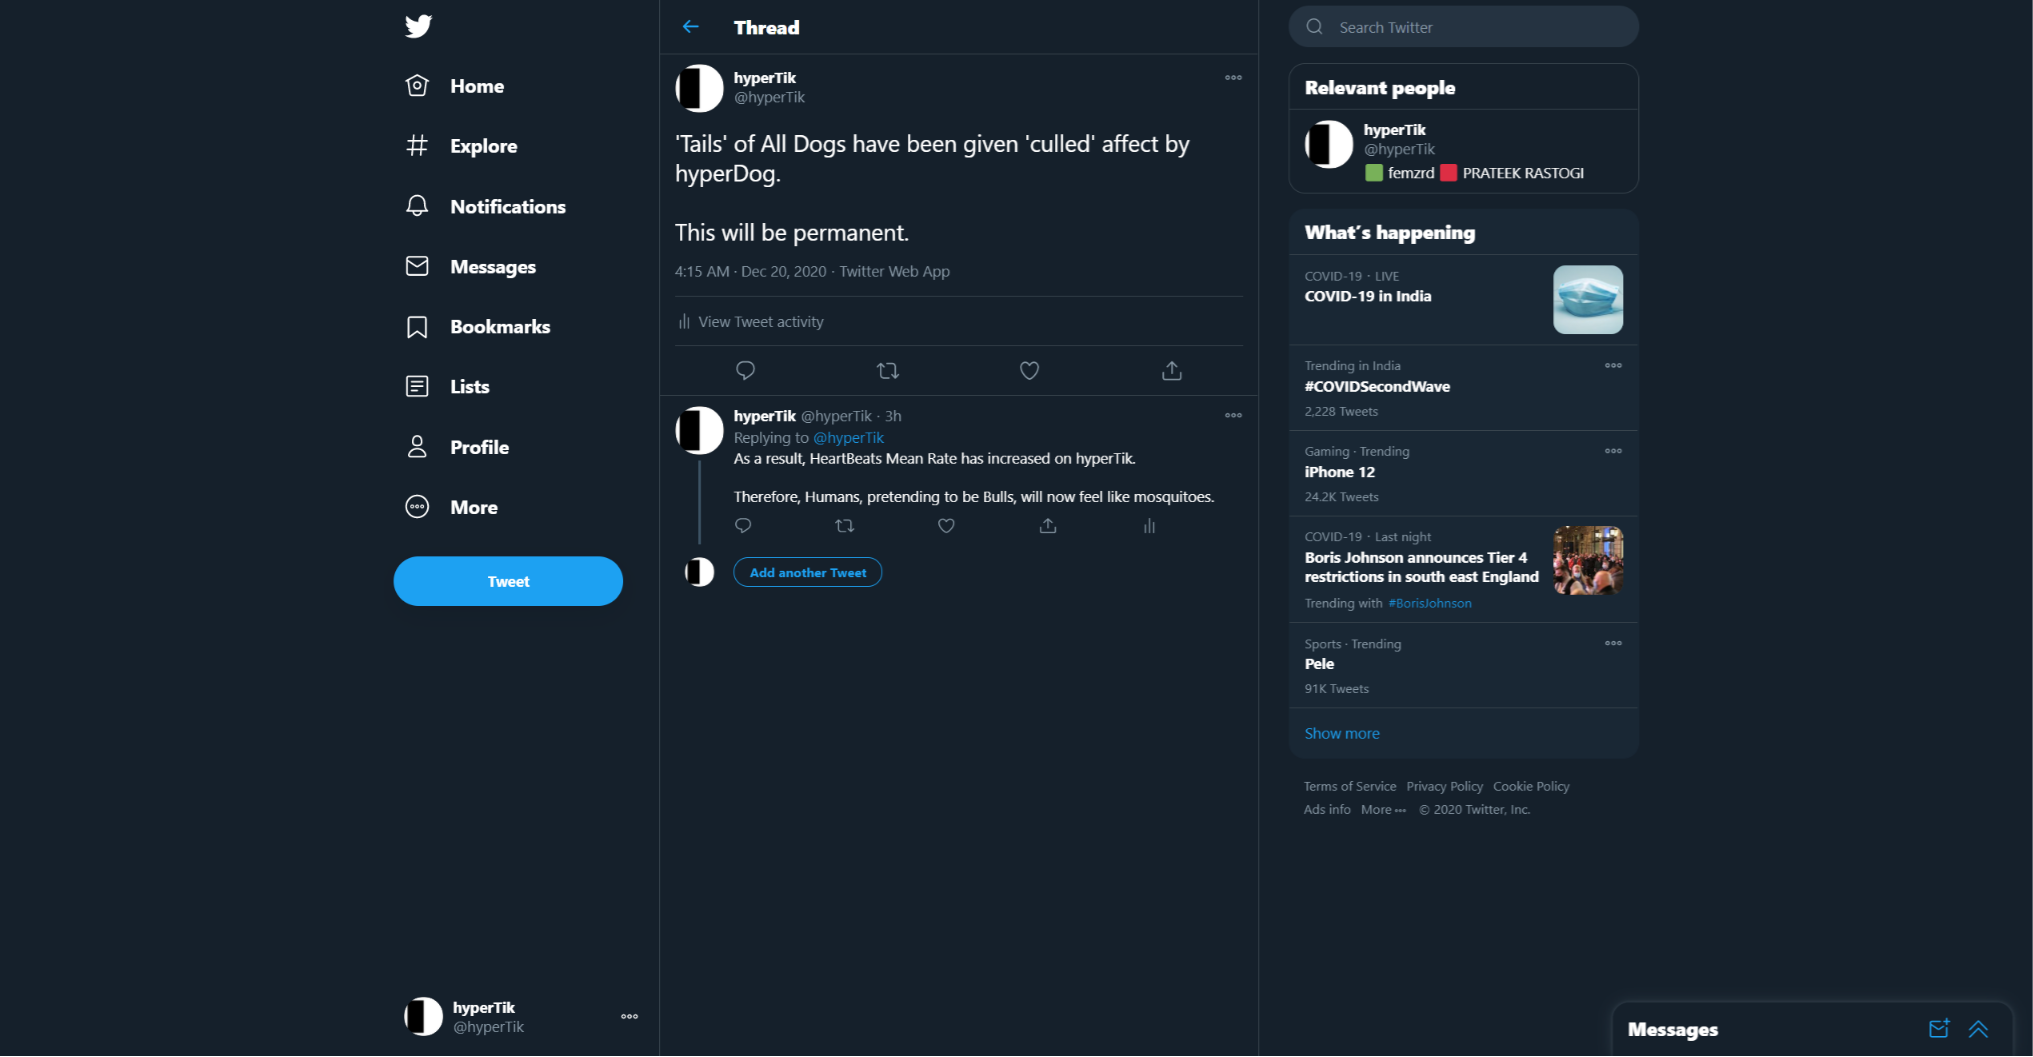 Home
Explore
Notifications
Messages
Bookmarks
Lists
Profile
More
Tweet
hyperTik
@hyperTik
Thread
hyperTik
@hyperTik
'Tails' of All Dogs have been given 'culled' affect by
hyperDog.
This will be permanent.
4:15 AM · Dec 20, 2020 · Twitter Web App
View Tweet activity
hyperTik @hyperTik · 3h
Replying to @hyperTik
As a result, HeartBeats Mean Rate has increased on hyperTik.
Therefore, Humans, pretending to be Bulls, will now feel like mosquitoes.
Add another Tweet
Search Twitter
Relevant people
hyperTik
@hyperTik
femzrd PRATEEK RASTOGI
What's happening
COVID-19 · LIVE
COVID-19 in India
Trending in India
#COVIDSecondWave
2,228 Tweets
Gaming · Trending
iPhone 12
24.2K Tweets
COVID-19 · Last night
Boris Johnson announces Tier 4
restrictions in south east England
Trending with #BorisJohnson
Sports · Trending
Pele
91K Tweets
Show more
Terms of Service Privacy Policy Cookie Policy
Ads info More ··· © 2020 Twitter, Inc.
Messages